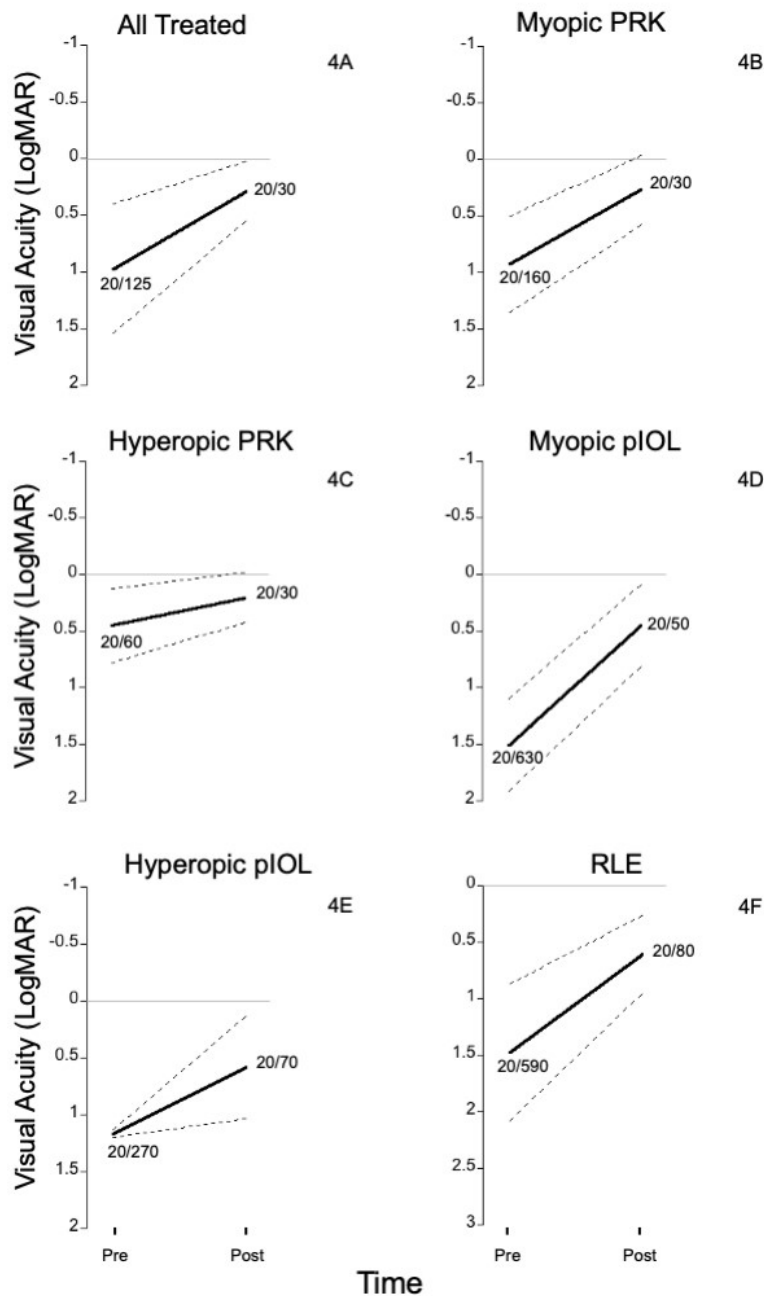 All Treated
4A
Visual Acuity (LogMAR)
-1
-0.5
0
0.5
1
1.5
2
20/125
20/30
Myopic PRK
4B
-1
-0.5
0
0.5
1
1.5
2
20/160
20/30
Hyperopic PRK
4C
Visual Acuity (LogMAR)
-1
-0.5
0
0.5
1
1.5
2
20/60
20/30
Myopic pIOL
4D
-1
-0.5
0
0.5
1
1.5
2
20/630
20/50
Hyperopic pIOL
4E
Visual Acuity (LogMAR)
-1
-0.5
0
0.5
1
1.5
2
20/270
20/70
Pre
Post
RLE
4F
0
0.5
1
1.5
2
2.5
3
20/590
20/80
Pre
Post
Time